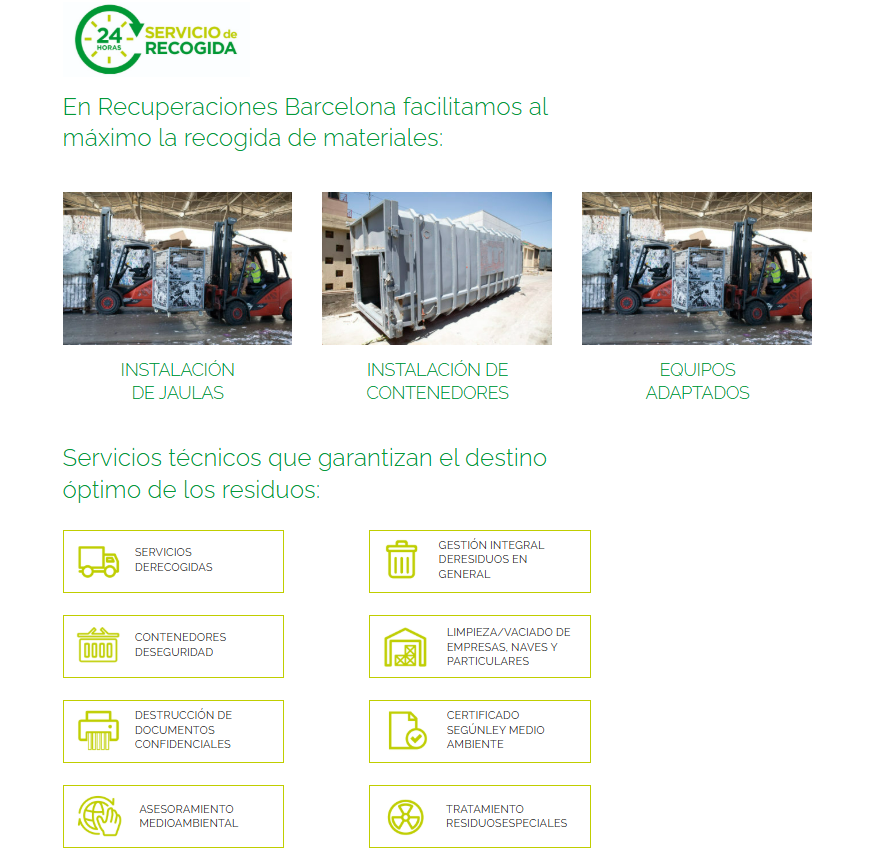 24
HORAS
SERVICIO de
RECOGIDA
En Recuperaciones Barcelona facilitamos al
máximo la recogida de materiales:
INSTALACIÓN
DE JAULAS
INSTALACIÓN DE
CONTENEDORES
EQUIPOS
ADAPTADOS
Servicios técnicos que garantizan el destino
óptimo de los residuos:
SERVICIOS
DERECOGIDAS
GESTIÓN INTEGRAL
DERESIDUOS EN
GENERAL
CONTENEDORES
DESEGURIDAD
LIMPIEZA/VACIADO DE
EMPRESAS, NAVES Y
PARTICULARES
DESTRUCCIÓN DE
DOCUMENTOS
CONFIDENCIALES
CERTIFICADO
SEGÚNLEY MEDIO
AMBIENTE
ASESORAMIENTO
MEDIOAMBIENTAL
TRATAMIENTO
RESIDUOSESPECIALES